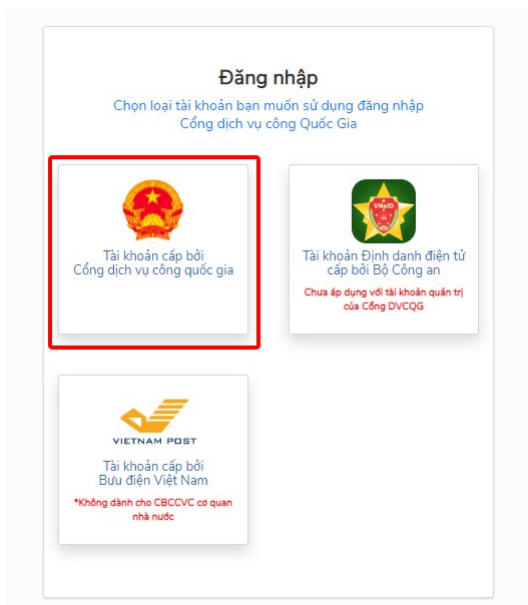 Đăng nhập
Chọn loại tài khoản bạn muốn sử dụng đăng nhập
Cổng dịch vụ công Quốc Gia
Tài khoản cấp bởi
Cổng dịch vụ công quốc gia
VNeID
Tài khoản Định danh điện tử
cấp bởi Bộ Công an
Chưa áp dụng với tài khoản quản trị
của Cổng DVCQG
VIETNAM POST
Tài khoản cấp bởi
Bưu điện Việt Nam
*Không dành cho CBCCVC cơ quan
nhà nước